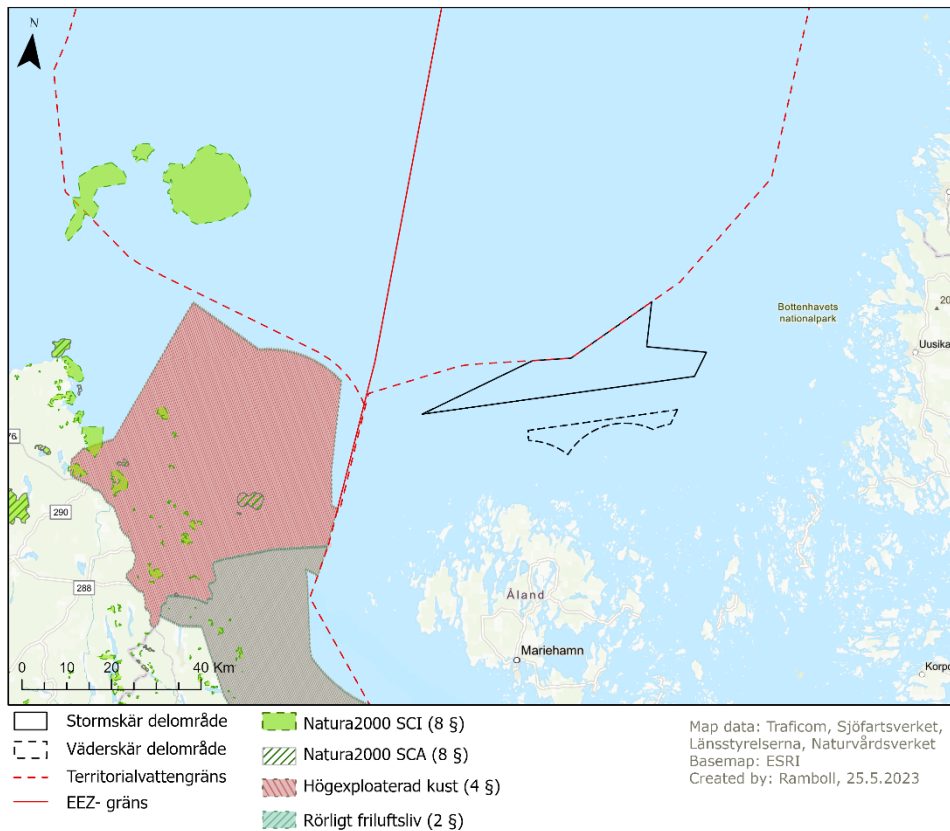 N
Bottenhavets
nationalpark
20
Uusika
76
290
288
Åland
Mariehamn
Korpo
0 10 20 40 Km
Stormskär delområde
Väderskär delområde
Territorialvattengräns
EEZ- gräns
Natura2000 SCI (8 §)
Natura2000 SCA (8 §)
Högexploaterad kust (4 §)
Rörligt friluftsliv (2 §)
Map data: Traficom, Sjöfartsverket,
Länsstyrelserna, Naturvårdsverket
Basemap: ESRI
Created by: Ramboll, 25.5.2023